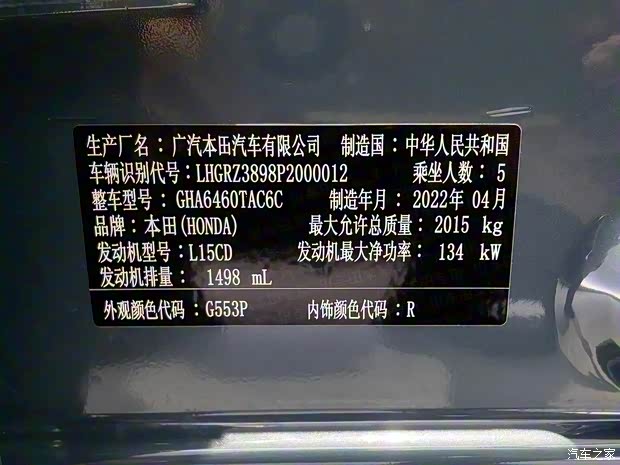 生产厂名：广汽本田汽车有限公司 制造国：中华人民共和国
车辆识别代号：LHGRZ3898P2000012 乘坐人数：5
整车型号：GHA6460TAC6C 制造年月：2022年 04月
品牌：本田(HONDA) 最大允许总质量：2015 kg
发动机型号：L15CD 发动机最大净功率：134 kW
发动机排量：1498 mL
外观颜色代码：G553P 内饰颜色代码：R
汽车之家